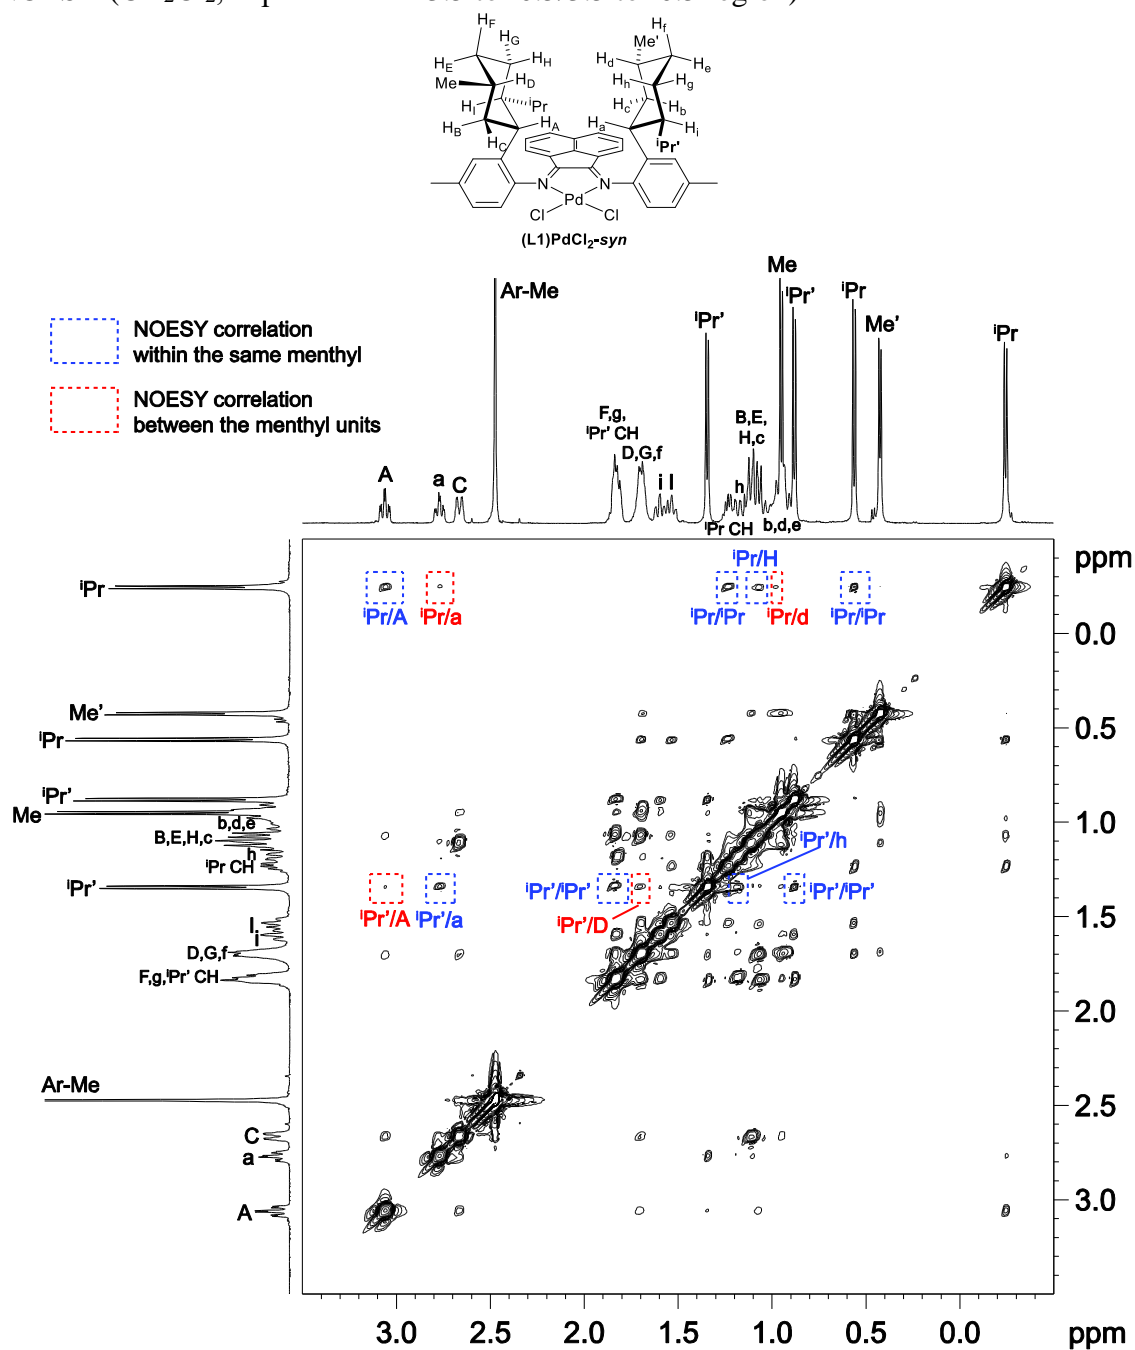 H_F
H_G
H_E
H_H
Me
H_D
H_I
iPr
H_B
H_A
H_C
H_f
Me'
H_d
H_e
H_h
H_g
H_c
H_b
H_a
H_i
iPr'
N
N
Pd
Cl
Cl
(L1)PdCl2-syn
NOESY correlation
within the same menthyl
NOESY correlation
between the menthyl units
A
a
C
Ar-Me
F,g,
iPr' CH
D,G,f
i
I
iPr'
h
iPr CH
B,E,
H,c
b,d,e
Me
iPr'
iPr
Me'
iPr
iPr
Me'
iPr
iPr'
Me
b,d,e
B,E,H,c
h
iPr CH
iPr'
I
i
D,G,f
F,g,iPr' CH
Ar-Me
C
a
A
iPr/H
iPr/A
iPr/a
iPr/iPr
iPr/d
iPr/iPr
iPr'/h
iPr'/iPr'
iPr'/iPr'
iPr'/A
iPr'/a
iPr'/D
ppm
0.0
0.5
1.0
1.5
2.0
2.5
3.0
3.0
2.5
2.0
1.5
1.0
0.5
0.0
ppm